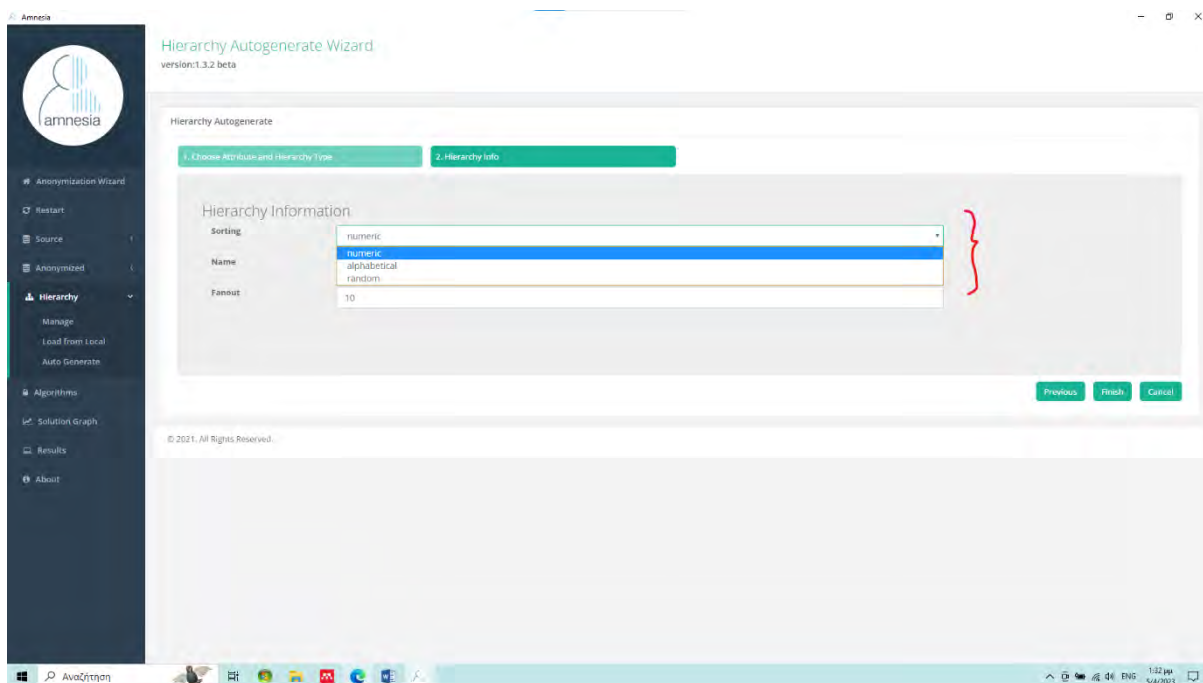 Amnesia
amnesia
Hierarchy Autogenerate Wizard
version:1.3.2 beta
Hierarchy Autogenerate
1. Choose Attribute and Hierarchy Type
2. Hierarchy Info
Anonymization Wizard
Restart
Source
Anonymized
Hierarchy
Manage
Load from Local
Auto Generate
Algorithms
Solution Graph
Results
About
Hierarchy Information
Sorting
numeric
numeric
alphabetical
random
Name
Fanout
10
Previous
Finish
Cancel
© 2021. All Rights Reserved.
Αναζήτηση
ENG
1:32 μμ
5/4/2023